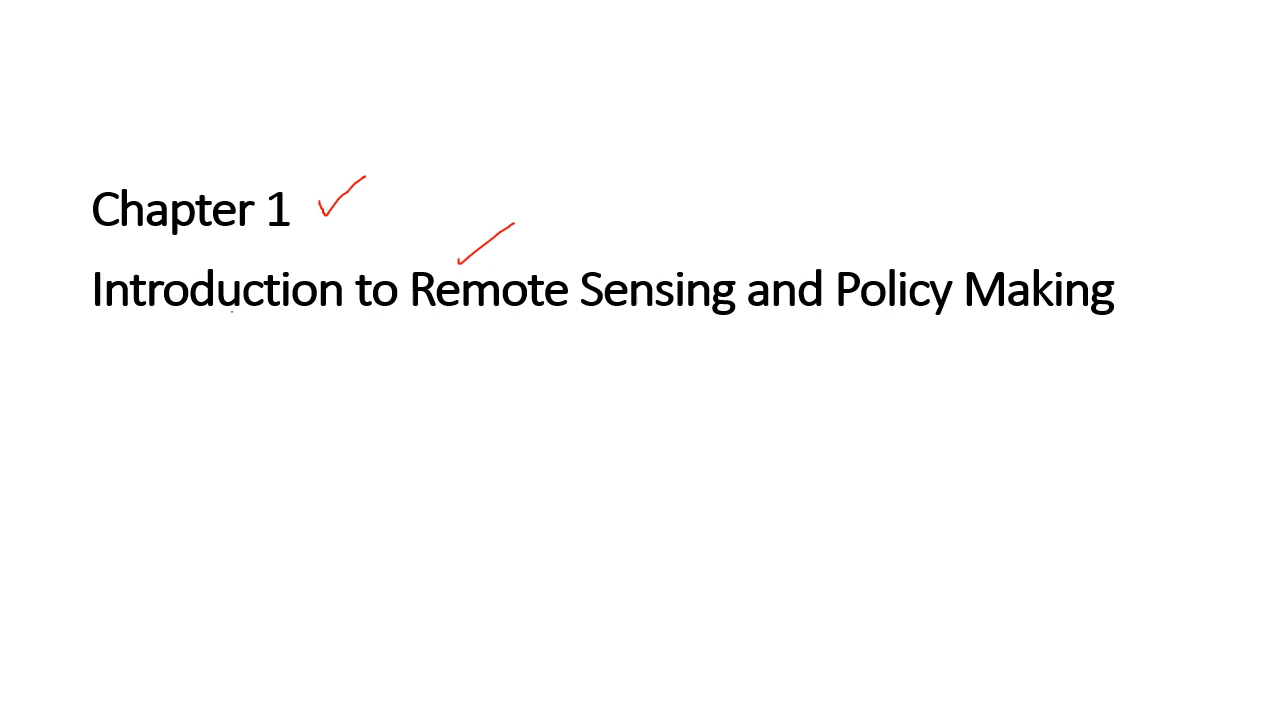 Chapter 1
Introduction to Remote Sensing and Policy Making